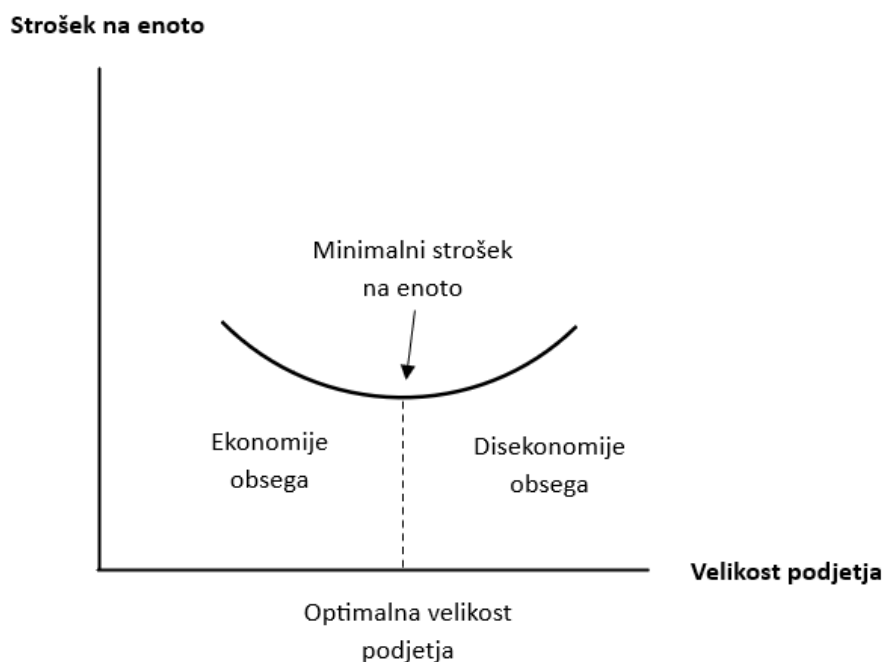 Strošek na enoto
Minimalni strošek
na enoto
Ekonomije
obsega
Disekonomije
obsega
Velikost podjetja
Optimalna velikost
podjetja